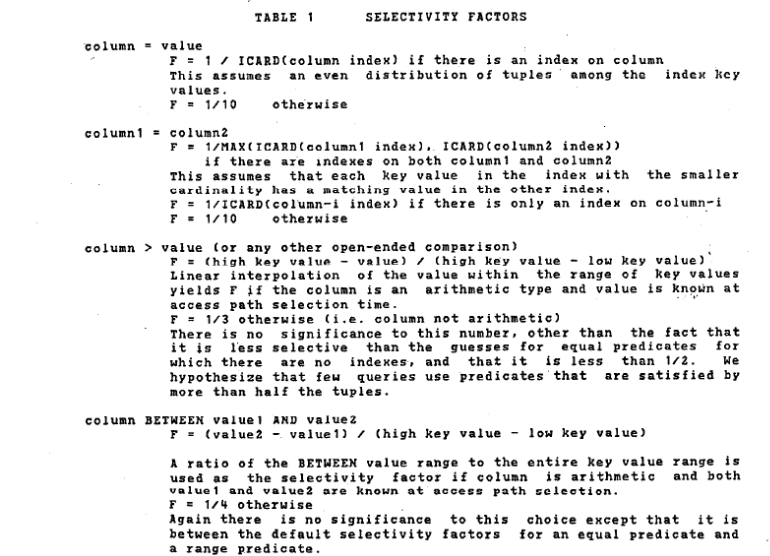 TABLE 1 SELECTIVITY FACTORS
column = value
F = 1 / ICARD(column index) if there is an index on column
This assumes an even distribution of tuples among the index key
values.
F = 1/10 otherwise
column1 = column2
F = 1/MAX(ICARD(column1 index), ICARD(column2 index))
if there are indexes on both column1 and column2
This assumes that each key value in the index with the smaller
cardinality has a matching value in the other index.
F = 1/ICARD(column-i index) if there is only an index on column-i
F = 1/10 otherwise
column > value (or any other open-ended comparison)
F = (high key value - value) / (high key value - low key value)
Linear interpolation of the value within the range of key values
yields F if the column is an arithmetic type and value is known at
access path selection time.
F = 1/3 otherwise (i.e. column not arithmetic)
There is no significance to this number, other than the fact that
it is less selective than the guesses for equal predicates for
which there are no indexes, and that it is less than 1/2. We
hypothesize that few queries use predicates that are satisfied by
more than half the tuples.
column BETWEEN value1 AND value2
F = (value2 - value1) / (high key value - low key value)
A ratio of the BETWEEN value range to the entire key value range is
used as the selectivity factor if column is arithmetic and both
value1 and value2 are known at access path selection.
F = 1/4 otherwise
Again there is no significance to this choice except that it is
between the default selectivity factors for an equal predicate and
a range predicate.